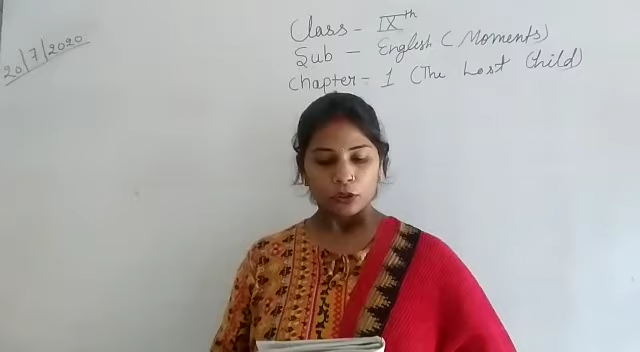 20/7/2020
Class - IXth
Sub - English (Moments)
Chapter - 1 (The Lost Child)